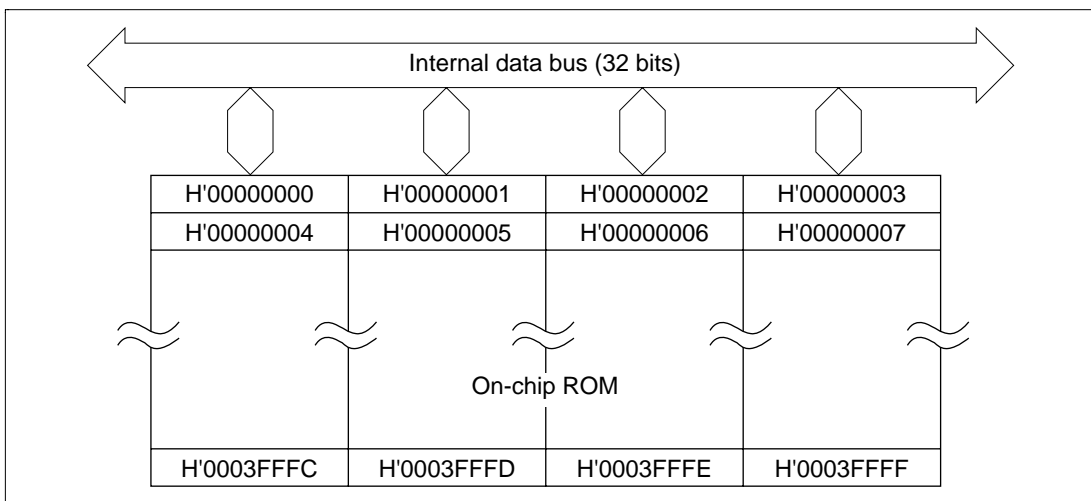 Internal data bus (32 bits)
H'00000000 H'00000001 H'00000002 H'00000003
H'00000004 H'00000005 H'00000006 H'00000007
On-chip ROM
H'0003FFFC H'0003FFFD H'0003FFFE H'0003FFFF